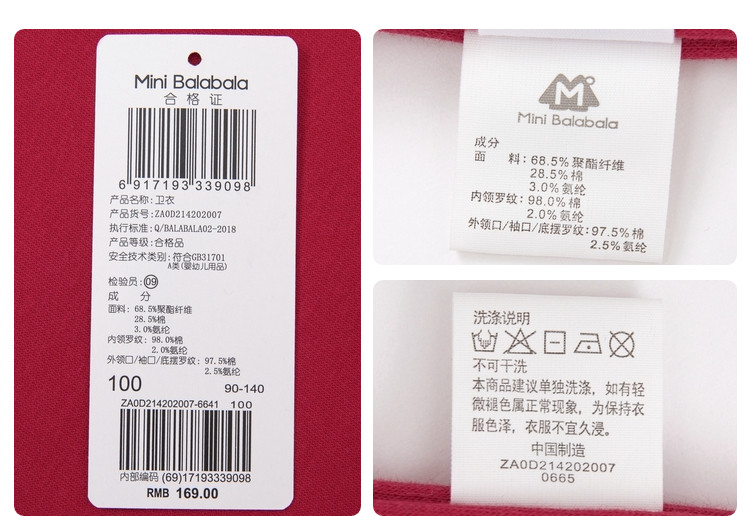 Mini Balabala
合格证
6 917193 339098
产品名称: 卫衣
产品货号: ZA0D214202007
执行标准: Q/BALABALA02-2018
产品等级: 合格品
安全技术类别: 符合GB31701
A类(婴幼儿用品)
检验员: 09
成 分
面料: 68.5%聚酯纤维
28.5%棉
3.0%氨纶
内领罗纹: 98.0%棉
2.0%氨纶
外领口/袖口/底摆罗纹: 97.5%棉
2.5%氨纶
100 90-140
ZA0D214202007-6641 100
内部编码 (69)17193339098
RMB 169.00
M
Mini Balabala
成分
面 料: 68.5%聚酯纤维
28.5%棉
3.0%氨纶
内领罗纹: 98.0%棉
2.0%氨纶
外领口/袖口/底摆罗纹: 97.5%棉
2.5%氨纶
洗涤说明
不可干洗
本商品建议单独洗涤, 如有轻
微褪色属正常现象, 为保持衣
服色泽, 衣服不宜久浸。
中国制造
ZA0D214202007
0665